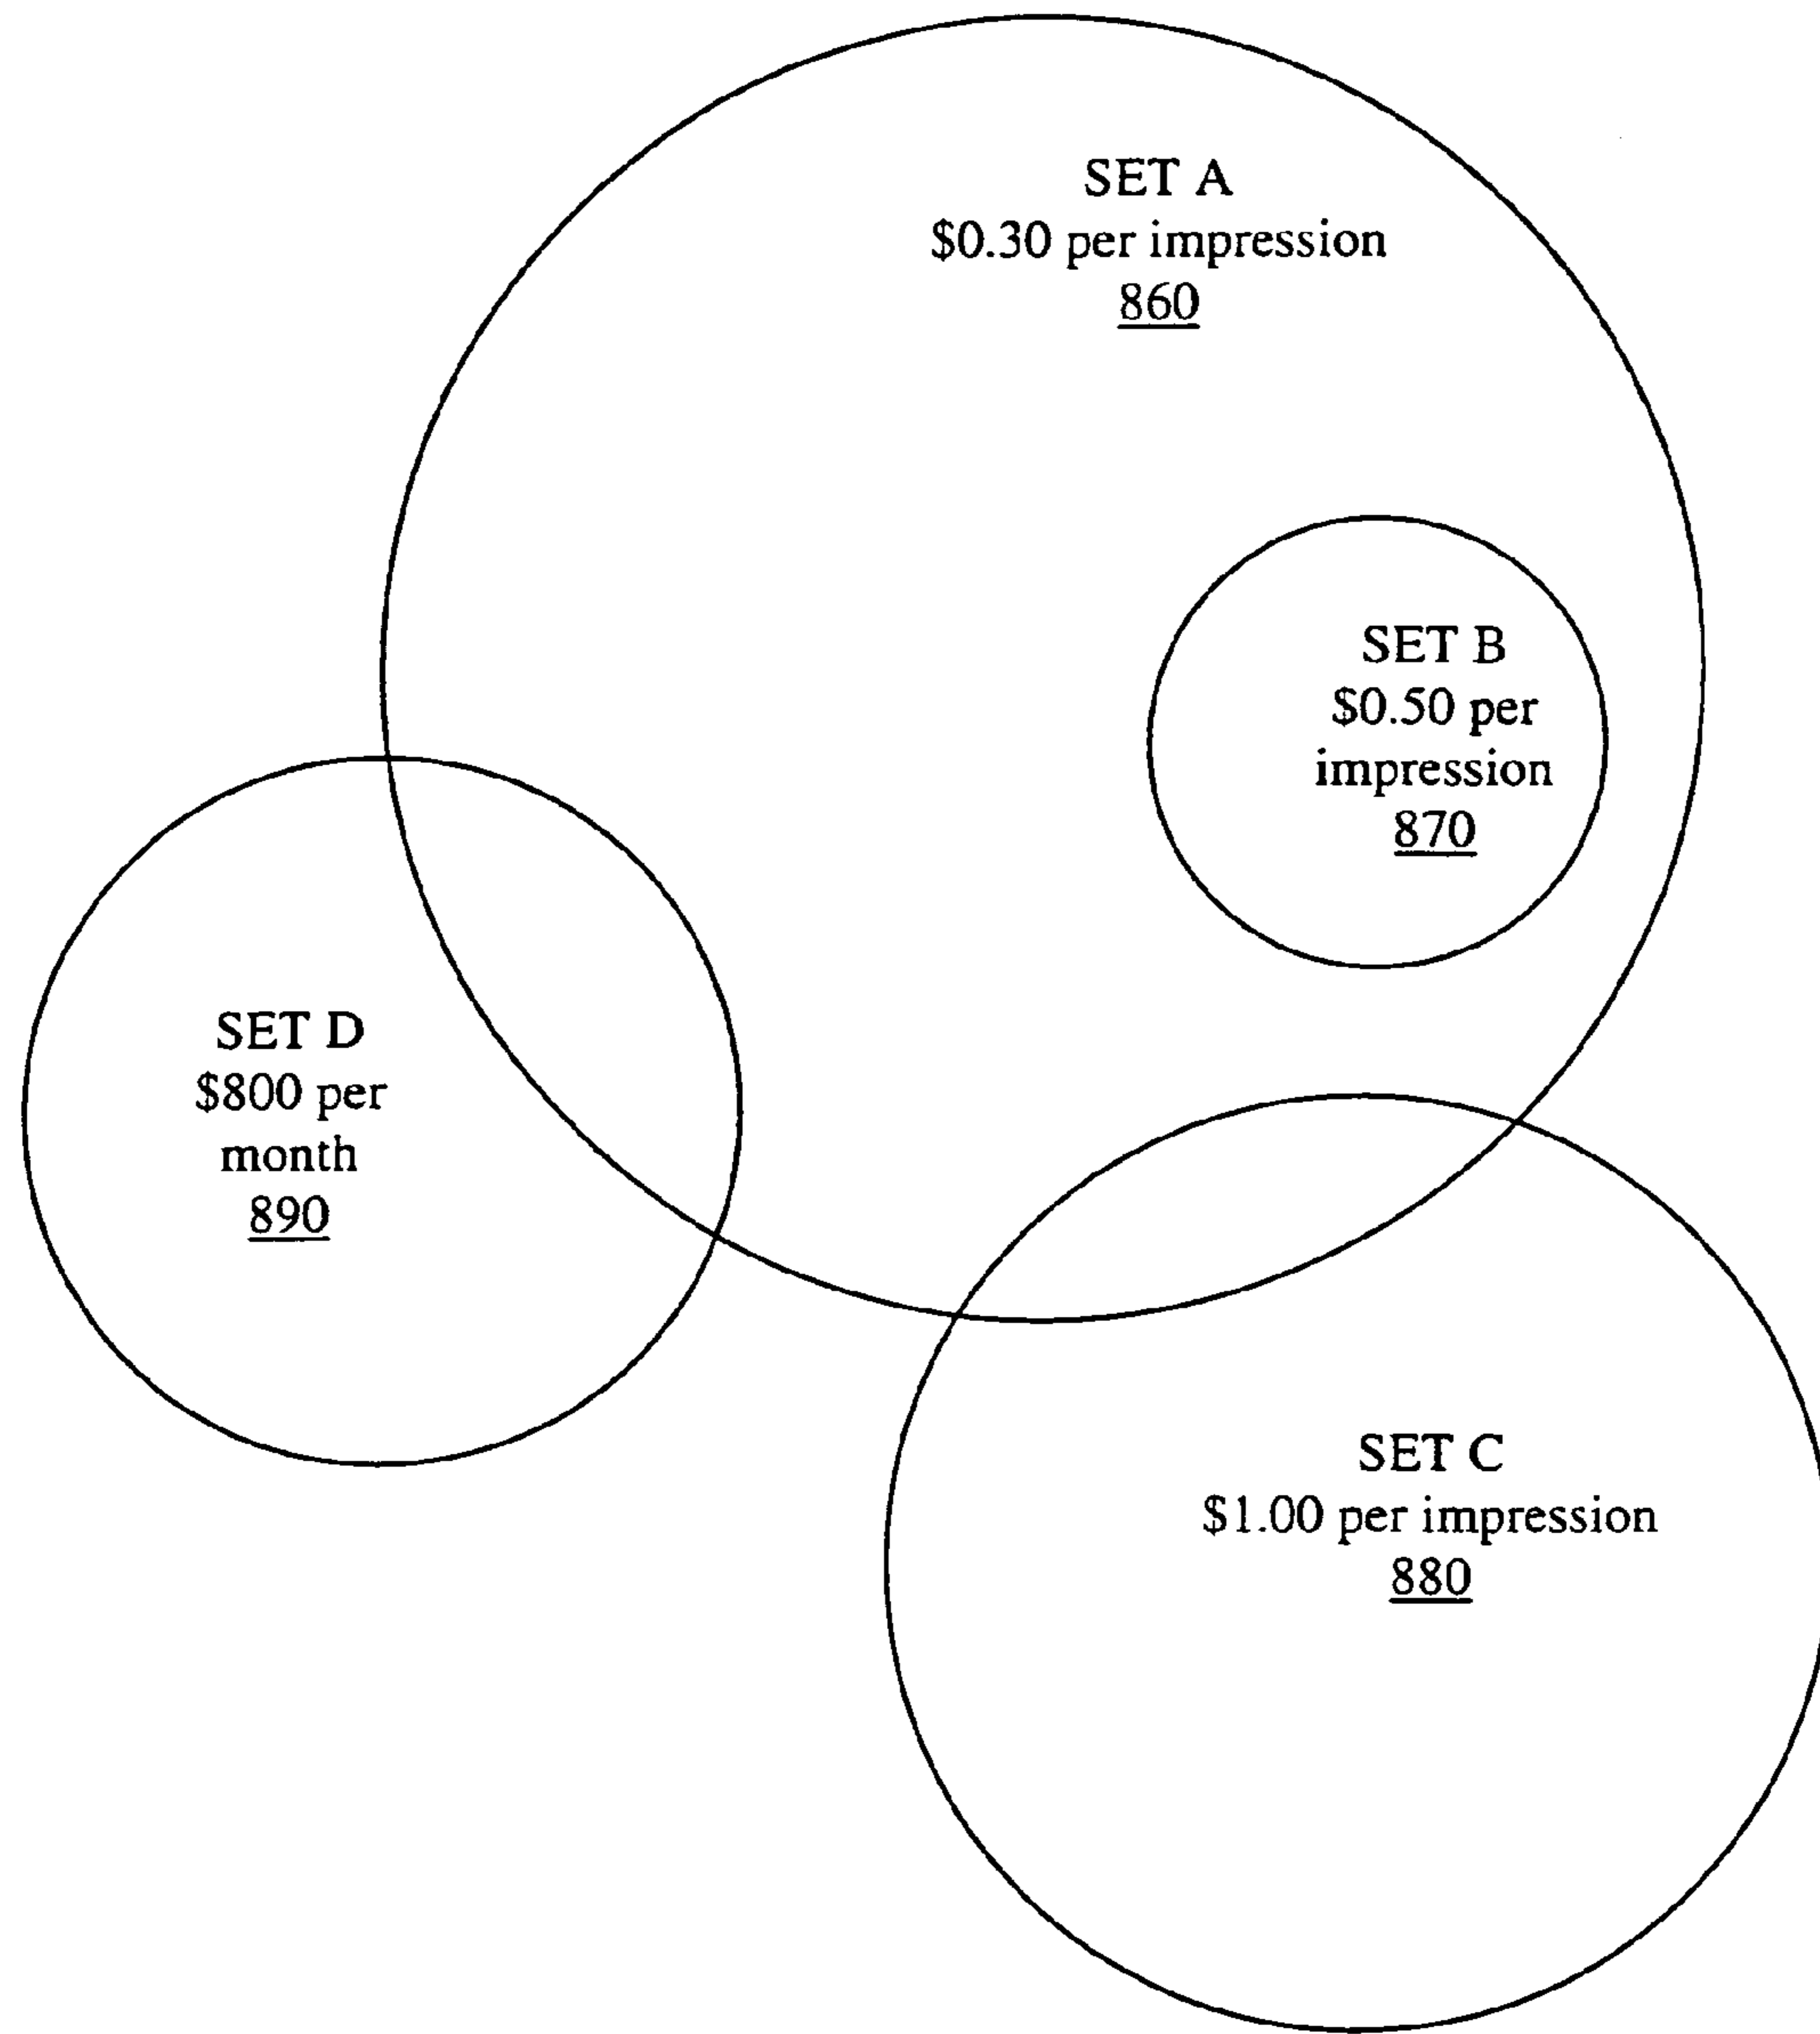 SET A
$0.30 per impression
860
SET B
$0.50 per
impression
870
SET D
$800 per
month
890
SET C
$1.00 per impression
880